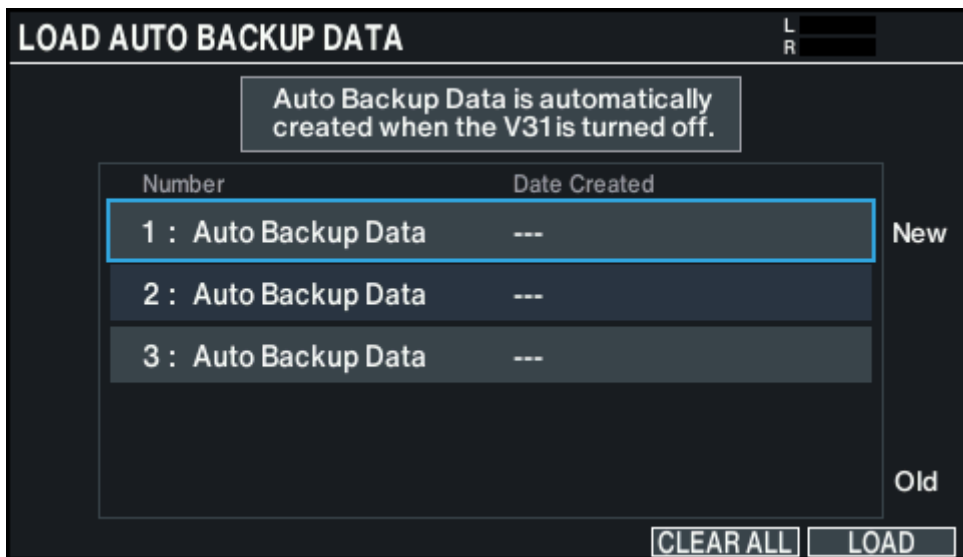 LOAD AUTO BACKUP DATA
L
R
Auto Backup Data is automatically
created when the V31 is turned off.
Number Date Created
1 : Auto Backup Data ---
New
2 : Auto Backup Data ---
3 : Auto Backup Data ---
Old
CLEAR ALL LOAD